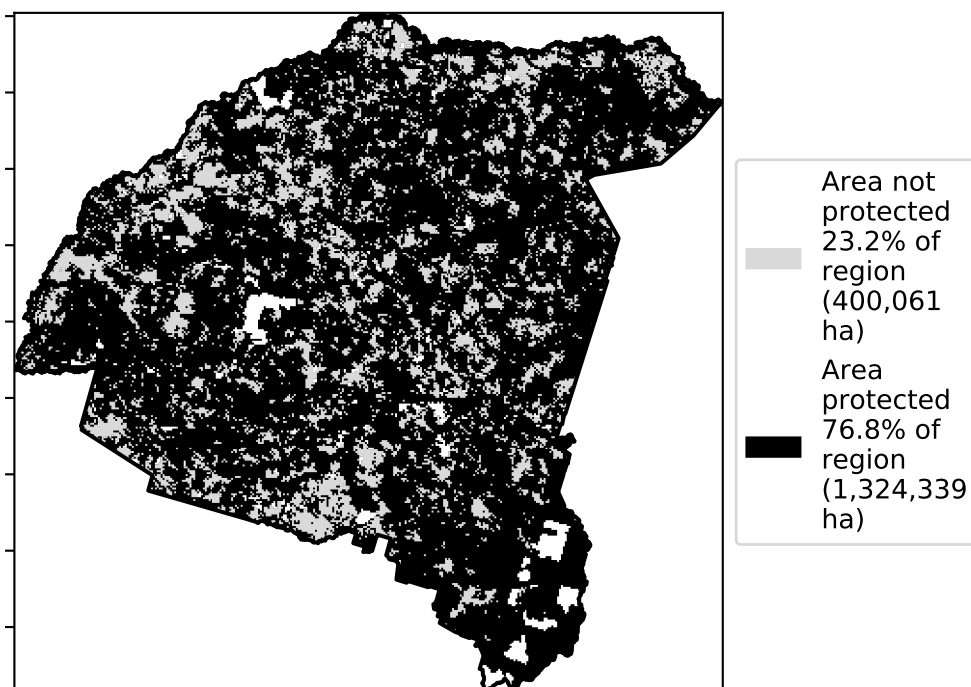 Area not
protected
23.2% of
region
(400,061
ha)
Area
protected
76.8% of
region
(1,324,339
ha)